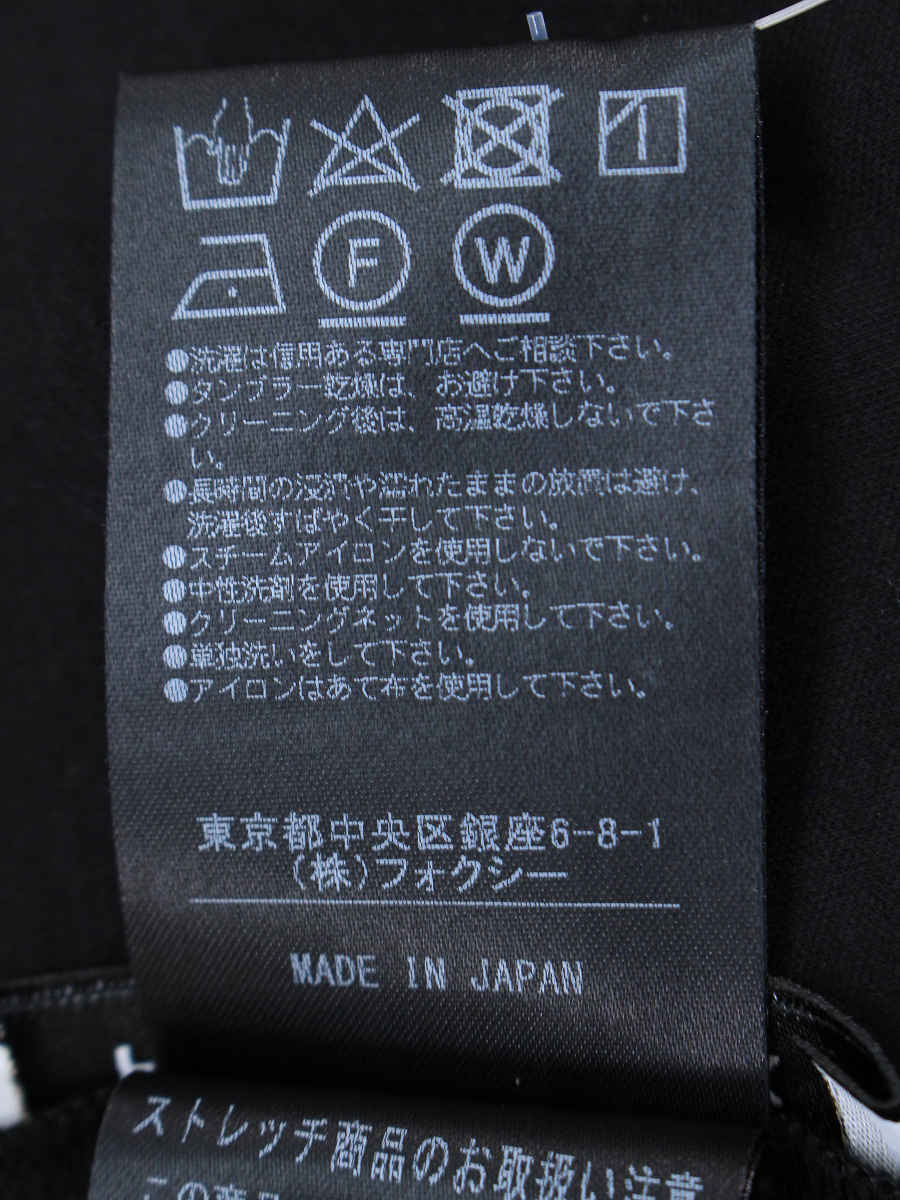 F W
●洗濯は信用ある専門店へご相談下さい。
●タンブラー乾燥は、お避け下さい。
●クリーニング後は、高温乾燥しないで下さ
い。
●長時間の浸漬や濡れたままの放置は避け、
洗濯後すばやく干して下さい。
●スチームアイロンを使用しないで下さい。
●中性洗剤を使用して下さい。
●クリーニングネットを使用して下さい。
●単独洗いをして下さい。
●アイロンはあて布を使用して下さい。
東京都中央区銀座6-8-1
(株)フォクシー
MADE IN JAPAN
ストレッチ商品のお取扱い注意
この商品